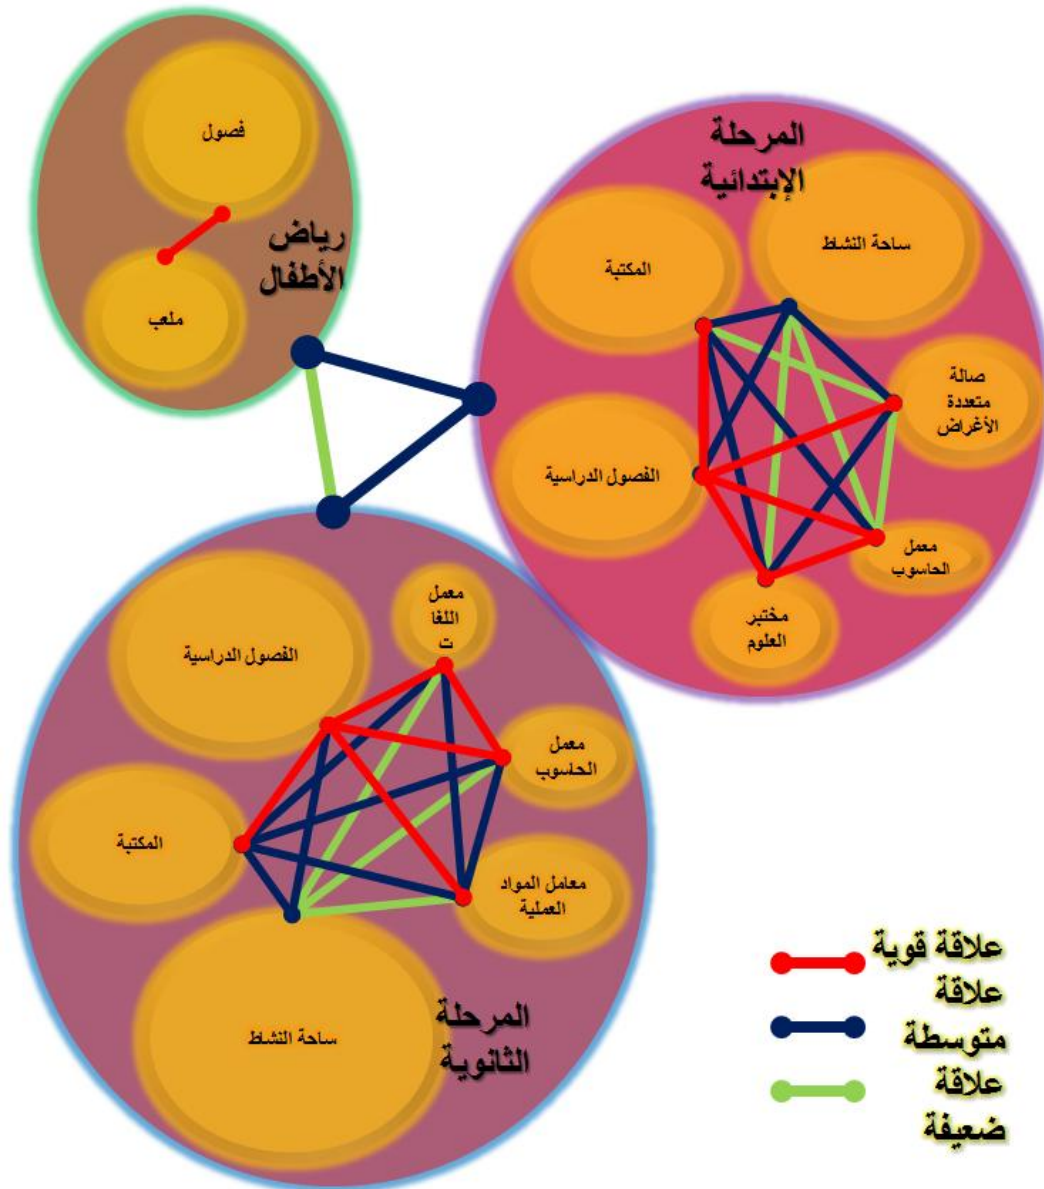 فصول
رياض
الأطفال
ملعب
المرحلة
الإبتدائية
ساحة النشاط
المكتبة
صالة
متعددة
الأغراض
الفصول الدراسية
معمل
الحاسوب
مختبر
العلوم
معمل
اللغا
ت
الفصول الدراسية
معمل
الحاسوب
المكتبة
معامل المواد
العملية
ساحة النشاط
المرحلة
الثانوية
علاقة قوية
علاقة
متوسطة
علاقة
ضعيفة